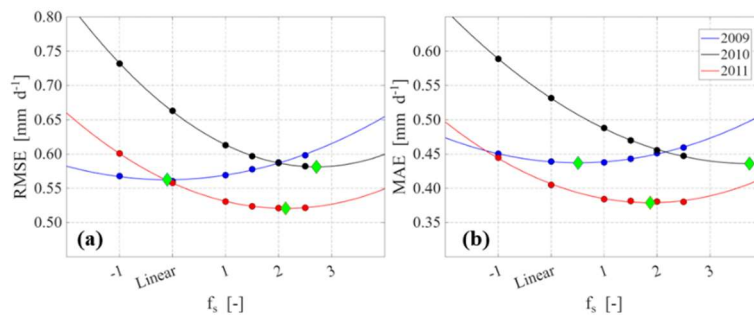 0.80
0.75
0.70
0.65
0.60
0.55
0.50
RMSE [mm d⁻¹]
(a)
-1 Linear 1 2 3
fₛ [-]
0.60
0.55
0.50
0.45
0.40
0.35
MAE [mm d⁻¹]
2009
2010
2011
(b)
-1 Linear 1 2 3
fₛ [-]